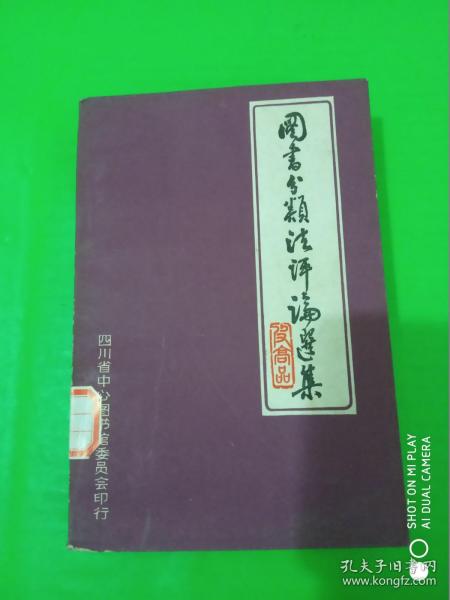 圖書分類法評論選集
四川省中心图书馆委员会印行
SHOT ON MI PLAY
AI DUAL CAMERA
孔夫子旧书网
www.kongfz.com